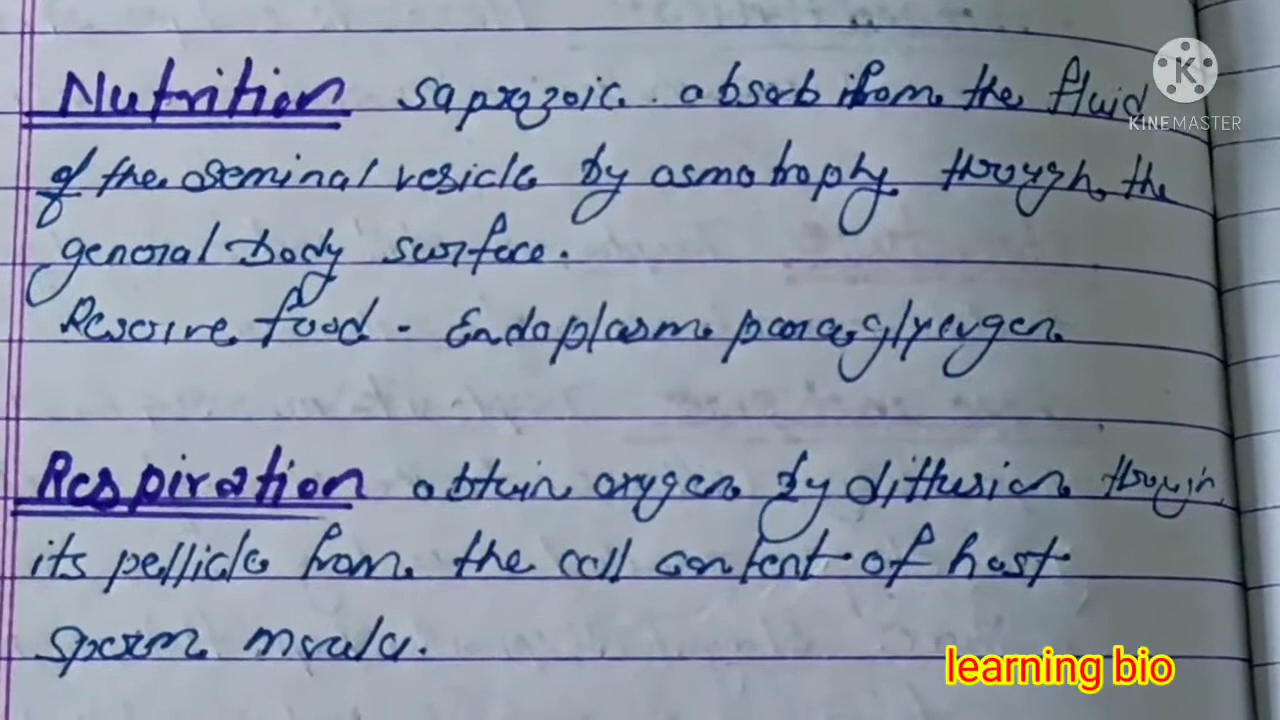 Nutrition saprozoic. absorb from the fluid
of the seminal vesicle by osmotrophy through the
general body surface.
Reserve food - Endoplasm paraglycogen
Respiration obtain oxygen by diffusion through
its pellicle from the cell content of host
sperm morula.
K
KINEMASTER
learning bio